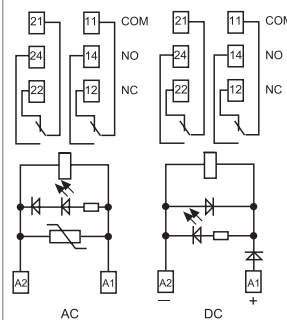 21 11 COM 21 11 COM
24 14 NO 24 14 NO
22 12 NC 22 12 NC
A2 A1 A2 A1
− +
AC DC